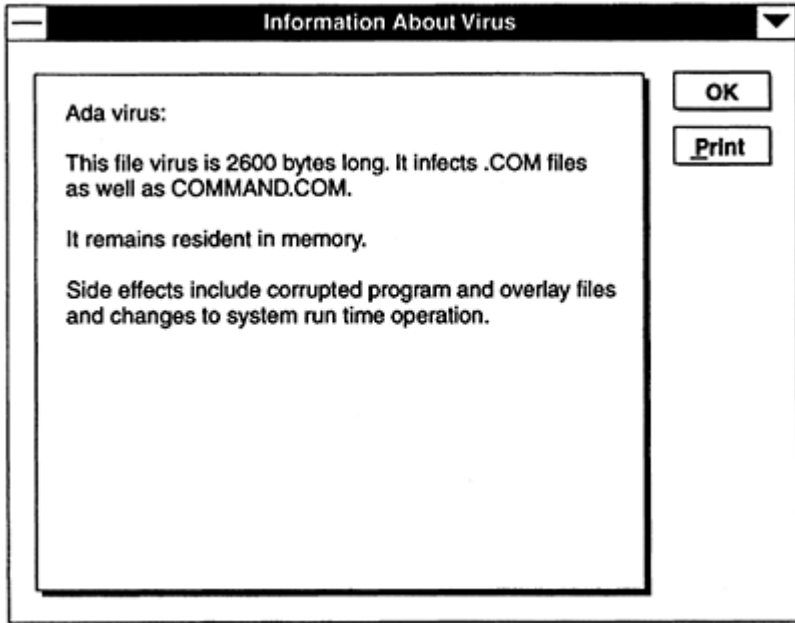 Information About Virus
Ada virus:
This file virus is 2600 bytes long. It infects .COM files
as well as COMMAND.COM.
It remains resident in memory.
Side effects include corrupted program and overlay files
and changes to system run time operation.
OK
Print